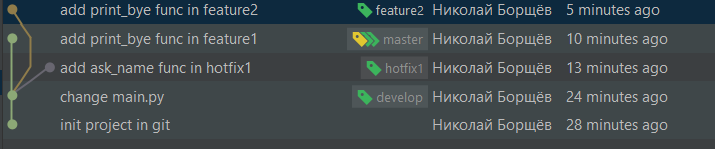 add print_bye func in feature2 feature2 Николай Борщёв 5 minutes ago
add print_bye func in feature1 master Николай Борщёв 10 minutes ago
add ask_name func in hotfix1 hotfix1 Николай Борщёв 13 minutes ago
change main.py develop Николай Борщёв 24 minutes ago
init project in git Николай Борщёв 28 minutes ago